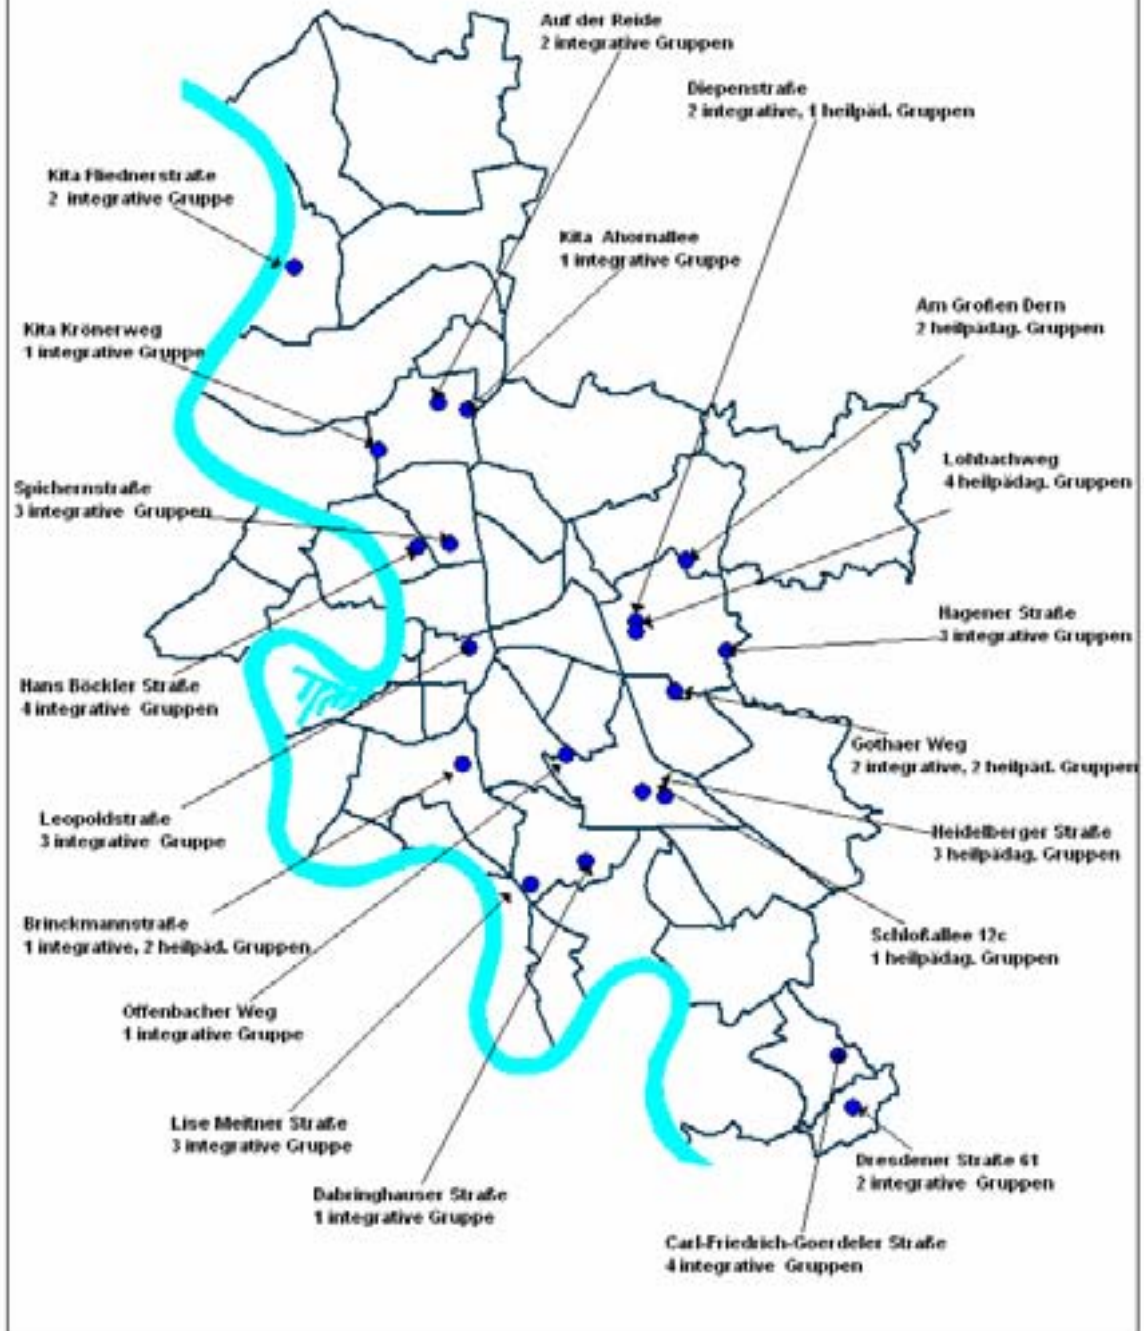 Auf der Reide
2 integrative Gruppen
Diepenstraße
2 integrative, 1 heilpäd. Gruppen
Kita Fliednerstraße
2 integrative Gruppe
Kita Ahornallee
1 integrative Gruppe
Am Großen Dern
2 heilpädag. Gruppen
Kita Krönerweg
1 integrative Gruppe
Lohbachweg
4 heilpädag. Gruppen
Spichernstraße
3 integrative Gruppen
Hagener Straße
3 integrative Gruppen
Hans Böckler Straße
4 integrative Gruppen
Gothaer Weg
2 integrative, 2 heilpäd. Gruppen
Leopoldstraße
3 integrative Gruppe
Heidelberger Straße
3 heilpädag. Gruppen
Brinckmannstraße
1 integrative, 2 heilpäd. Gruppen
Schloßallee 12c
1 heilpädag. Gruppen
Offenbacher Weg
1 integrative Gruppe
Lise Meitner Straße
3 integrative Gruppe
Dresdener Straße 61
2 integrative Gruppen
Dabringhauser Straße
1 integrative Gruppe
Carl-Friedrich-Goerdeler Straße
4 integrative Gruppen